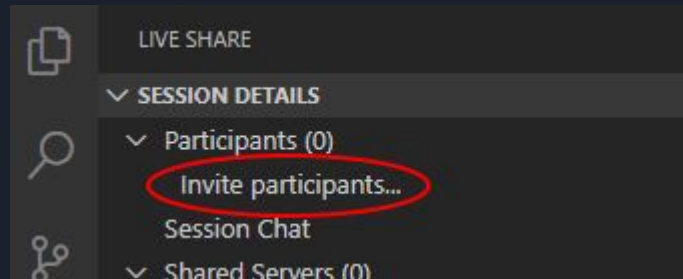 LIVE SHARE
SESSION DETAILS
Participants (0)
Invite participants...
Session Chat
Shared Servers (0)